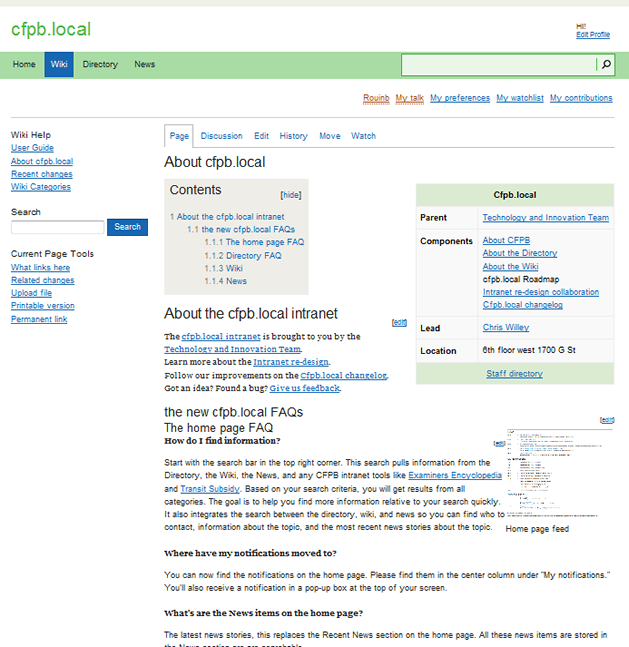 cfpb.local
Hi!
Edit Profile
Home Wiki Directory News
Rouinb My talk My preferences My watchlist My contributions
Wiki Help
User Guide
About cfpb.local
Recent changes
Wiki Categories
Search
Search
Current Page Tools
What links here
Related changes
Upload file
Printable version
Permanent link
Page Discussion Edit History Move Watch
About cfpb.local
Contents [hide]
1 About the cfpb.local intranet
1.1 the new cfpb.local FAQs
1.1.1 The home page FAQ
1.1.2 Directory FAQ
1.1.3 Wiki
1.1.4 News
Cfpb.local
Parent Technology and Innovation Team
Components About CFPB
About the Directory
About the Wiki
cfpb.local Roadmap
Intranet re-design collaboration
Cfpb.local changelog
Lead Chris Willey
Location 6th floor west 1700 G St
Staff directory
About the cfpb.local intranet [edit]
The cfpb.local intranet is brought to you by the
Technology and Innovation Team.
Learn more about the Intranet re-design.
Follow our improvements on the Cfpb.local changelog.
Got an idea? Found a bug? Give us feedback.
the new cfpb.local FAQs [edit]
The home page FAQ [edit]
How do I find information?
Start with the search bar in the top right corner. This search pulls information from the
Directory, the Wiki, the News, and any CFPB intranet tools like Examiners Encyclopedia
and Transit Subsidy. Based on your search criteria, you will get results from all
categories. The goal is to help you find more information relative to your search quickly.
It also integrates the search between the directory, wiki, and news so you can find who to
contact, information about the topic, and the most recent news stories about the topic.
Home page feed
Where have my notifications moved to?
You can now find the notifications on the home page. Please find them in the center column under "My notifications."
You'll also receive a notification in a pop-up box at the top of your screen.
What's are the News items on the home page?
The latest news stories, this replaces the Recent News section on the home page. All these news items are stored in
the News section are are searchable.